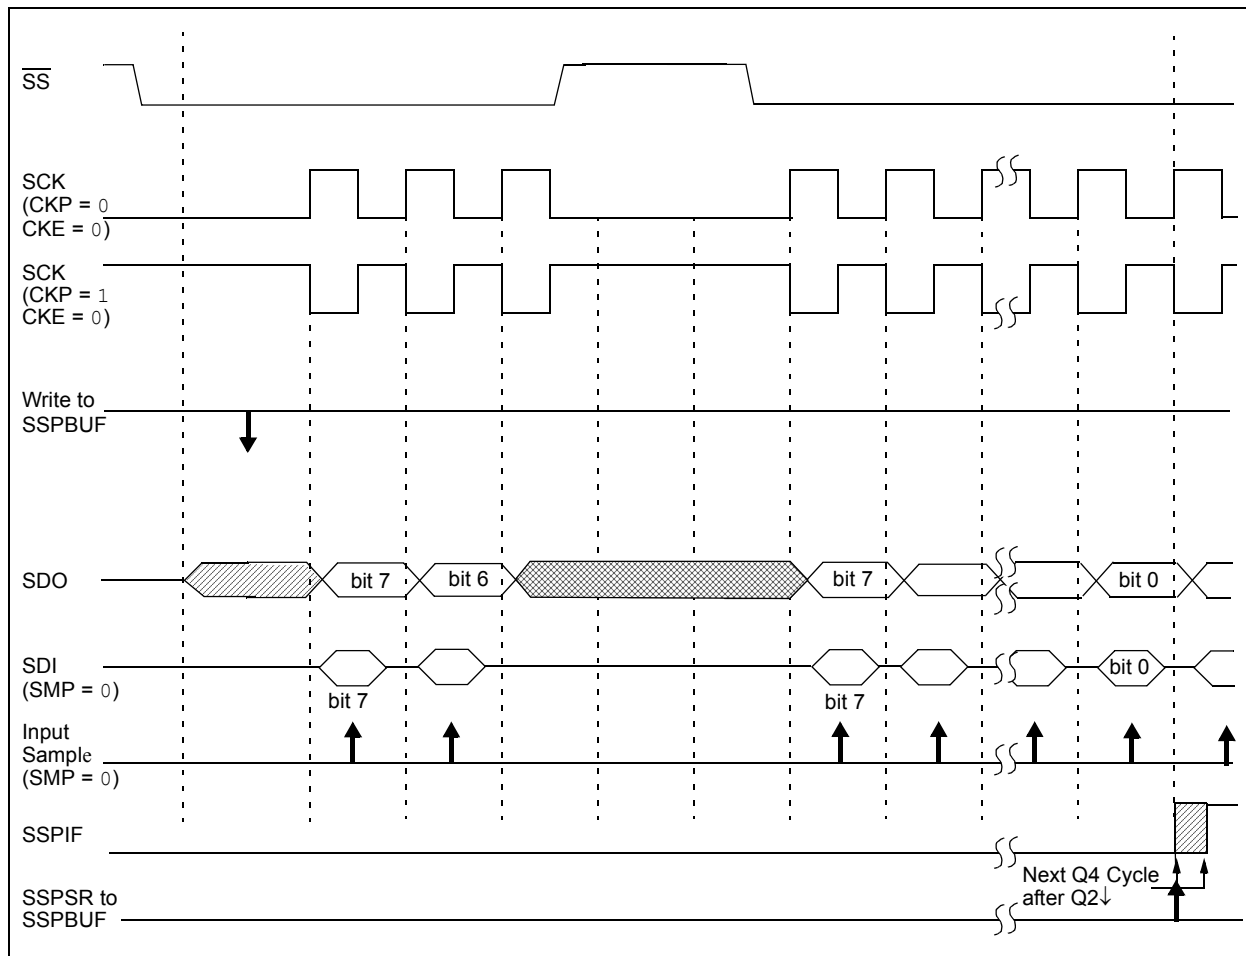 SS
SCK
(CKP = 0
CKE = 0)
SCK
(CKP = 1
CKE = 0)
Write to
SSPBUF
SDO
bit 7
bit 6
bit 7
bit 0
SDI
(SMP = 0)
bit 7
bit 7
bit 0
Input
Sample
(SMP = 0)
SSPIF
Next Q4 Cycle
after Q2↓
SSPSR to
SSPBUF